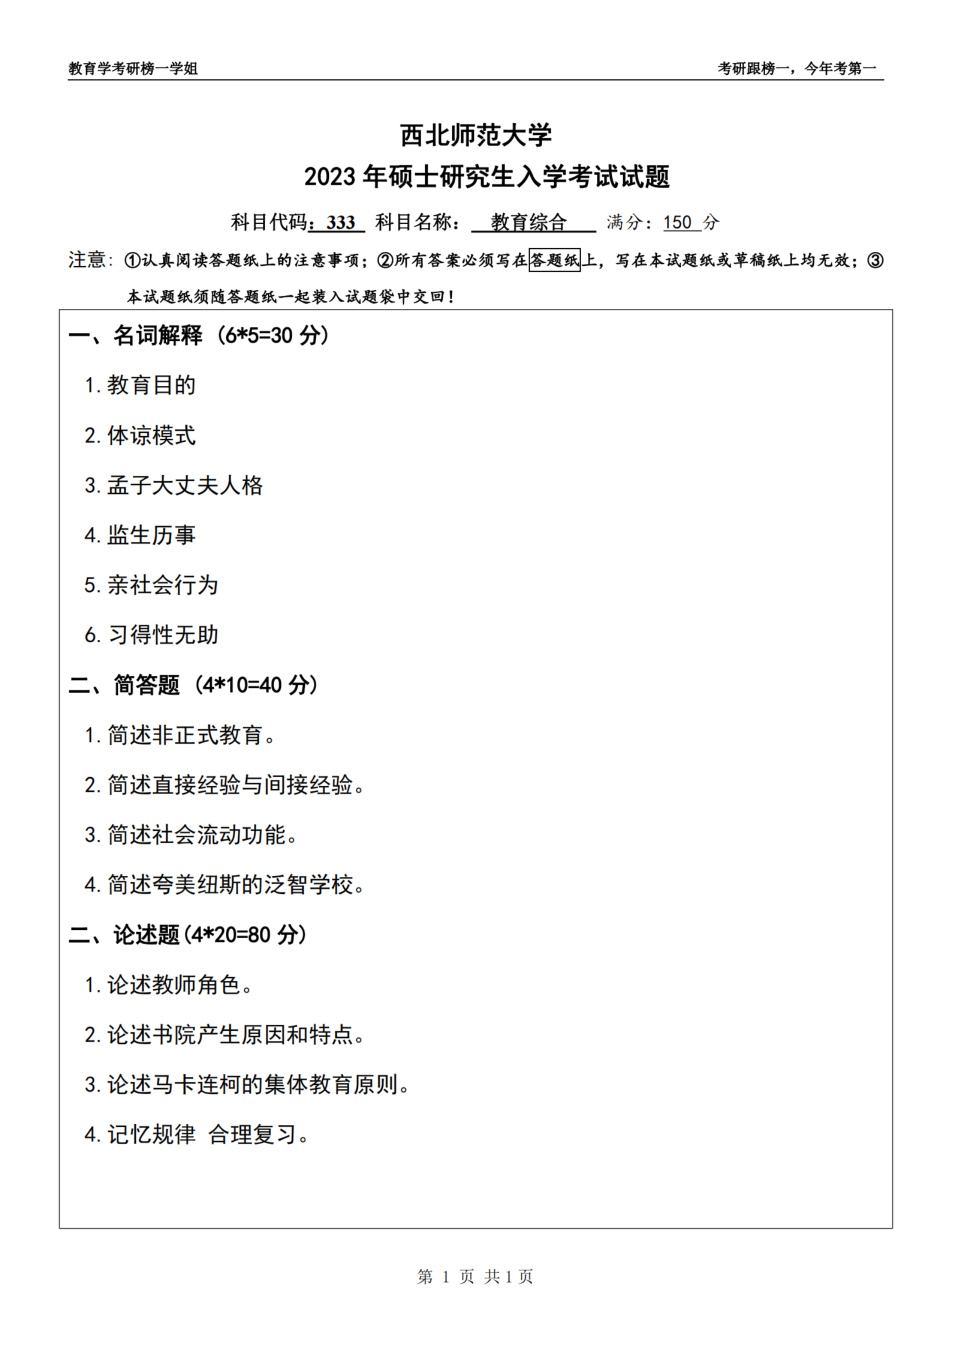 教育学考研榜一学姐 考研跟榜一，今年考第一
西北师范大学
2023 年硕士研究生入学考试试题
科目代码：333 科目名称： 教育综合 满分：150 分
注意：①认真阅读答题纸上的注意事项；②所有答案必须写在答题纸上，写在本试题纸或草稿纸上均无效；③
本试题纸须随答题纸一起装入试题袋中交回！
一、名词解释 (6*5=30 分)
1.教育目的
2.体谅模式
3.孟子大丈夫人格
4.监生历事
5.亲社会行为
6.习得性无助
二、简答题 (4*10=40 分)
1.简述非正式教育。
2.简述直接经验与间接经验。
3.简述社会流动功能。
4.简述夸美纽斯的泛智学校。
二、论述题(4*20=80 分)
1.论述教师角色。
2.论述书院产生原因和特点。
3.论述马卡连柯的集体教育原则。
4.记忆规律 合理复习。
第 1 页 共 1 页